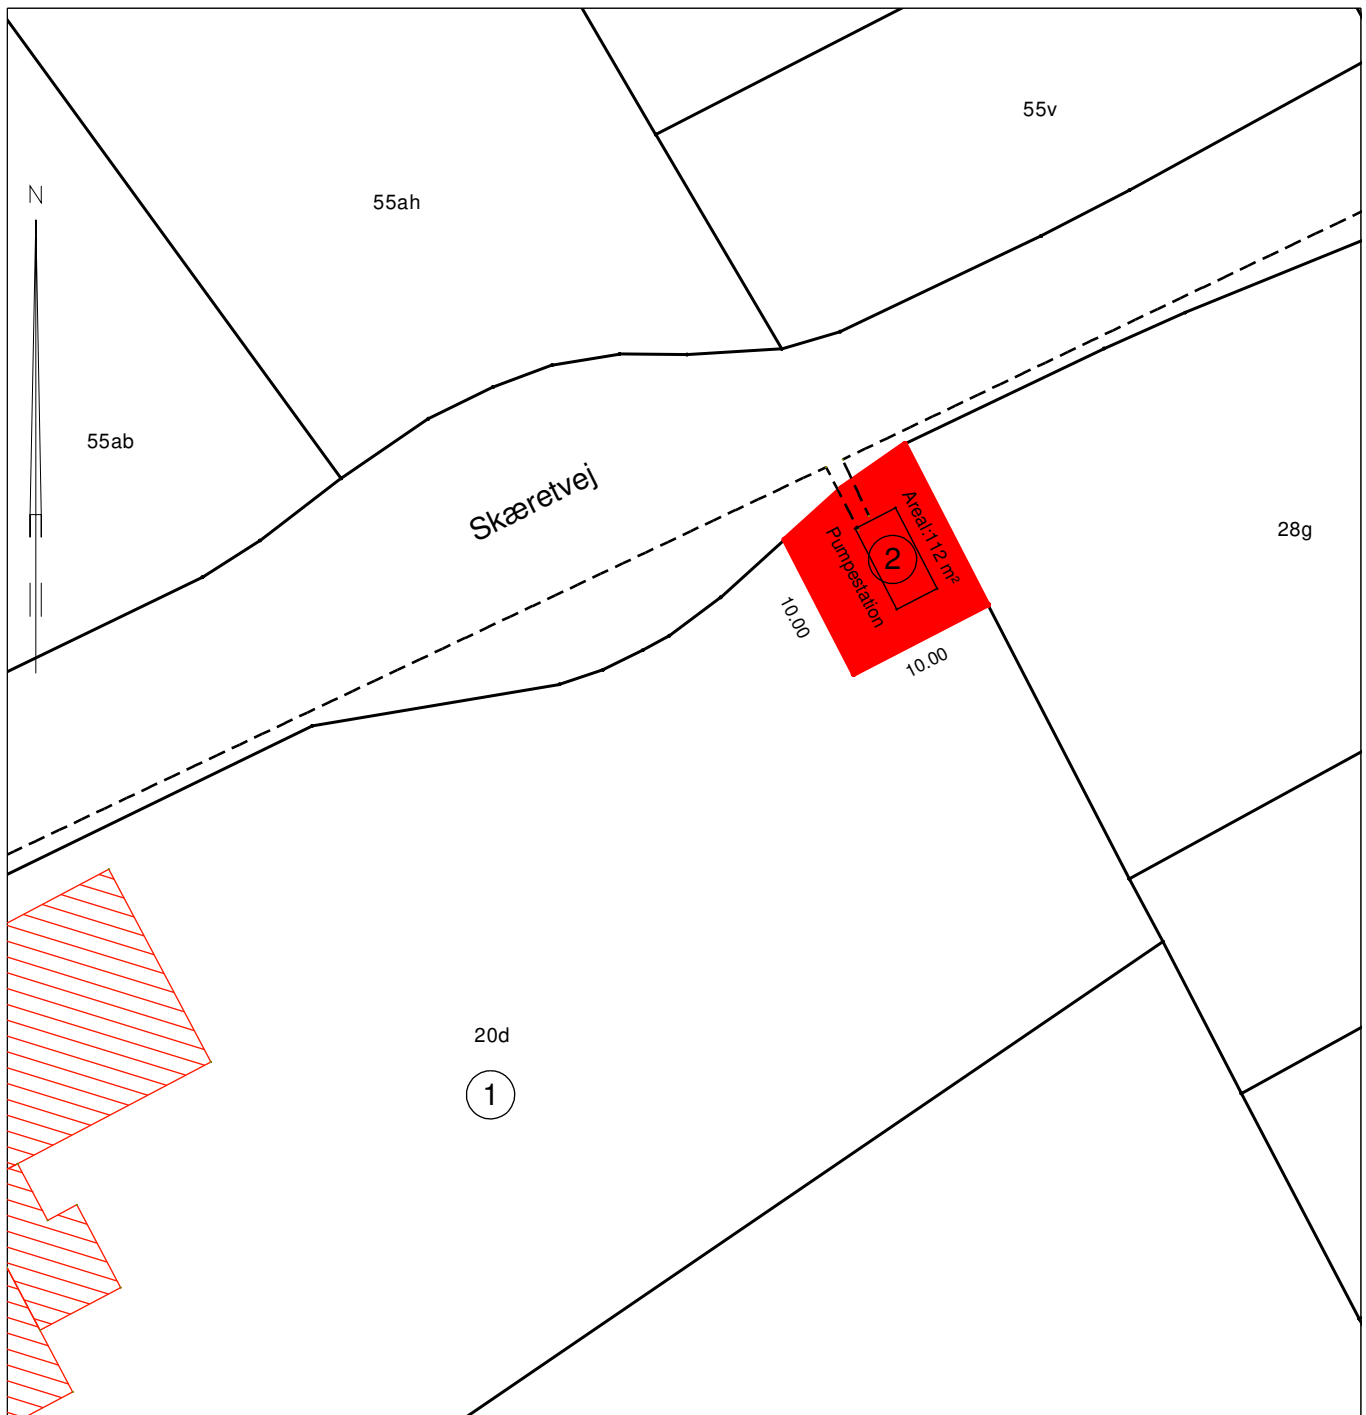 55v
N
55ah
55ab
Skæretvej
Areal:112 m²
28g
2
Pumpestation
10.00
10.00
20d
1